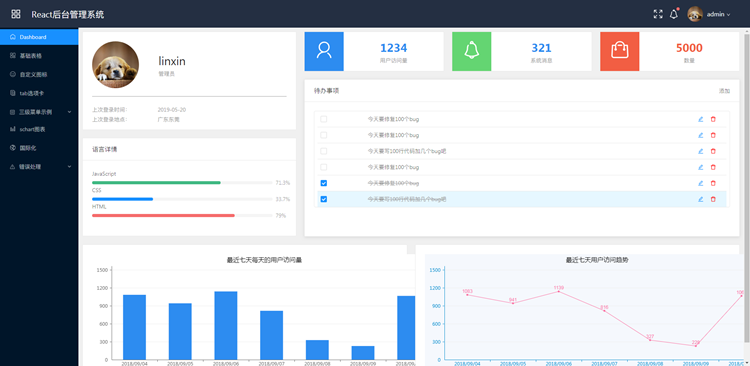 React后台管理系统
admin
Dashboard
基础表格
自定义图标
tab选项卡
三级菜单示例
schart图表
国际化
错误处理
linxin
管理员
上次登录时间： 2019-05-20
上次登录地点： 广东东莞
语言详情
JavaScript
71.3%
CSS
33.7%
HTML
79%
1234
用户访问量
321
系统消息
5000
数量
待办事项 添加
今天要修复100个bug
今天要修复100个bug
今天要写100行代码加几个bug吧
今天要修复100个bug
今天要修复100个bug
今天要写100行代码加几个bug吧
最近七天每天的用户访问量
1500
1200
900
600
300
0
2018/09/04 2018/09/05 2018/09/06 2018/09/07 2018/09/08 2018/09/09
最近七天用户访问趋势
1500
1200
900
600
300
0
1083 941 1139 816 327 228
2018/09/04 2018/09/05 2018/09/06 2018/09/07 2018/09/08 2018/09/09